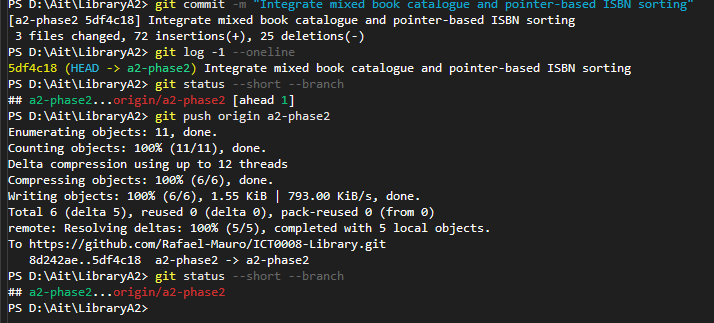 PS D:\Ait\LibraryA2> git commit -m "Integrate mixed book catalogue and pointer-based ISBN sorting"
[a2-phase2 5df4c18] Integrate mixed book catalogue and pointer-based ISBN sorting
 3 files changed, 72 insertions(+), 25 deletions(-)
PS D:\Ait\LibraryA2> git log -1 --oneline
5df4c18 (HEAD -> a2-phase2) Integrate mixed book catalogue and pointer-based ISBN sorting
PS D:\Ait\LibraryA2> git status --short --branch
## a2-phase2...origin/a2-phase2 [ahead 1]
PS D:\Ait\LibraryA2> git push origin a2-phase2
Enumerating objects: 11, done.
Counting objects: 100% (11/11), done.
Delta compression using up to 12 threads
Compressing objects: 100% (6/6), done.
Writing objects: 100% (6/6), 1.55 KiB | 793.00 KiB/s, done.
Total 6 (delta 5), reused 0 (delta 0), pack-reused 0 (from 0)
remote: Resolving deltas: 100% (5/5), completed with 5 local objects.
To https://github.com/Rafael-Mauro/ICT0008-Library.git
   8d242ae..5df4c18  a2-phase2 -> a2-phase2
PS D:\Ait\LibraryA2> git status --short --branch
## a2-phase2...origin/a2-phase2
PS D:\Ait\LibraryA2>